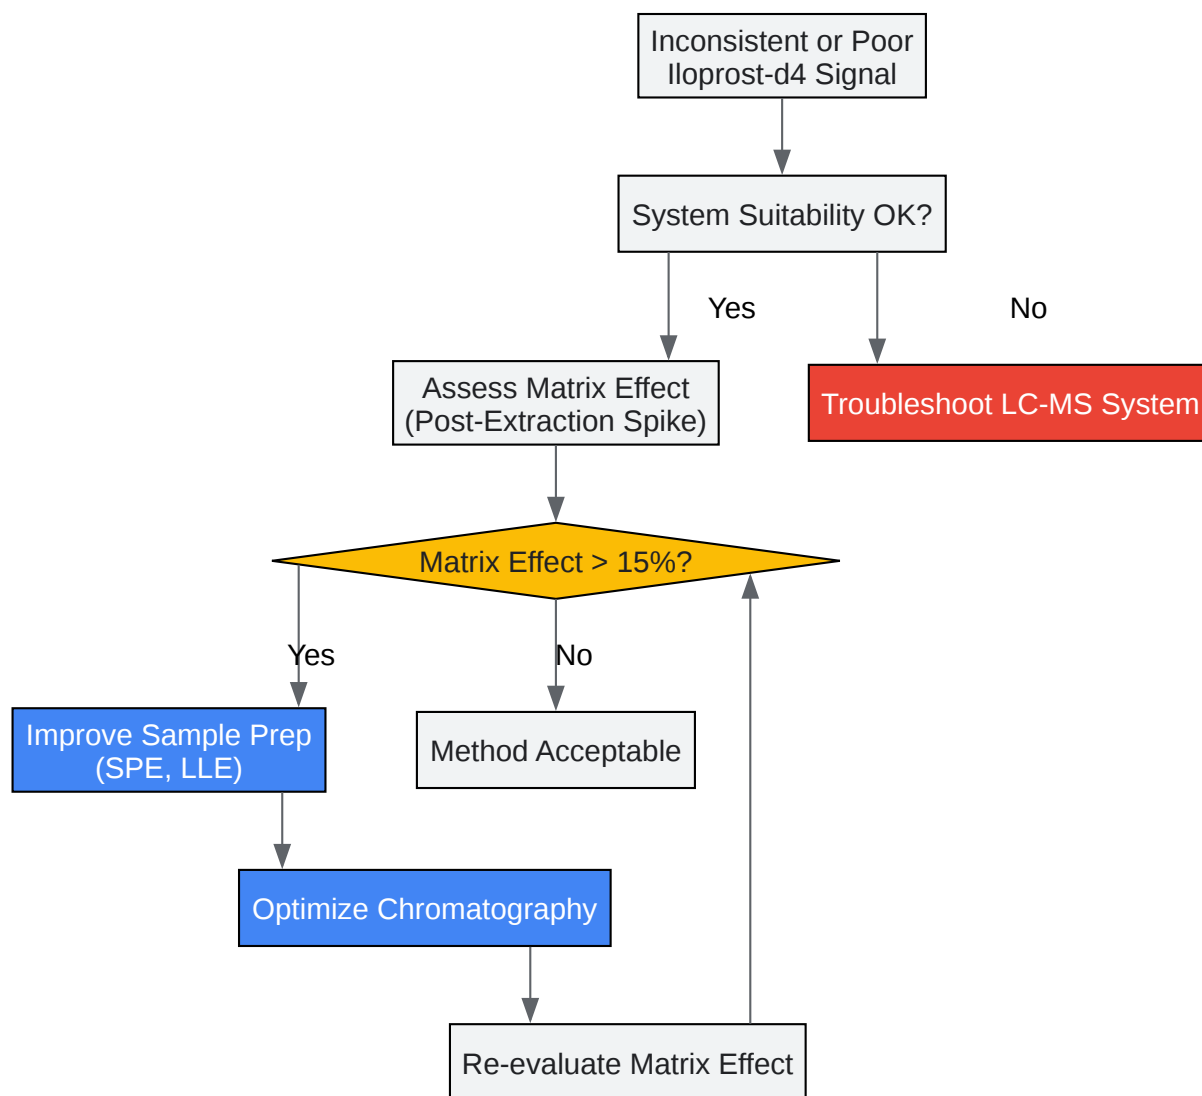 Inconsistent or Poor
Iloprost-d4 Signal
System Suitability OK?
Yes
No
Assess Matrix Effect
(Post-Extraction Spike)
Troubleshoot LC-MS System
Matrix Effect > 15%?
Yes
No
Improve Sample Prep
(SPE, LLE)
Method Acceptable
Optimize Chromatography
Re-evaluate Matrix Effect